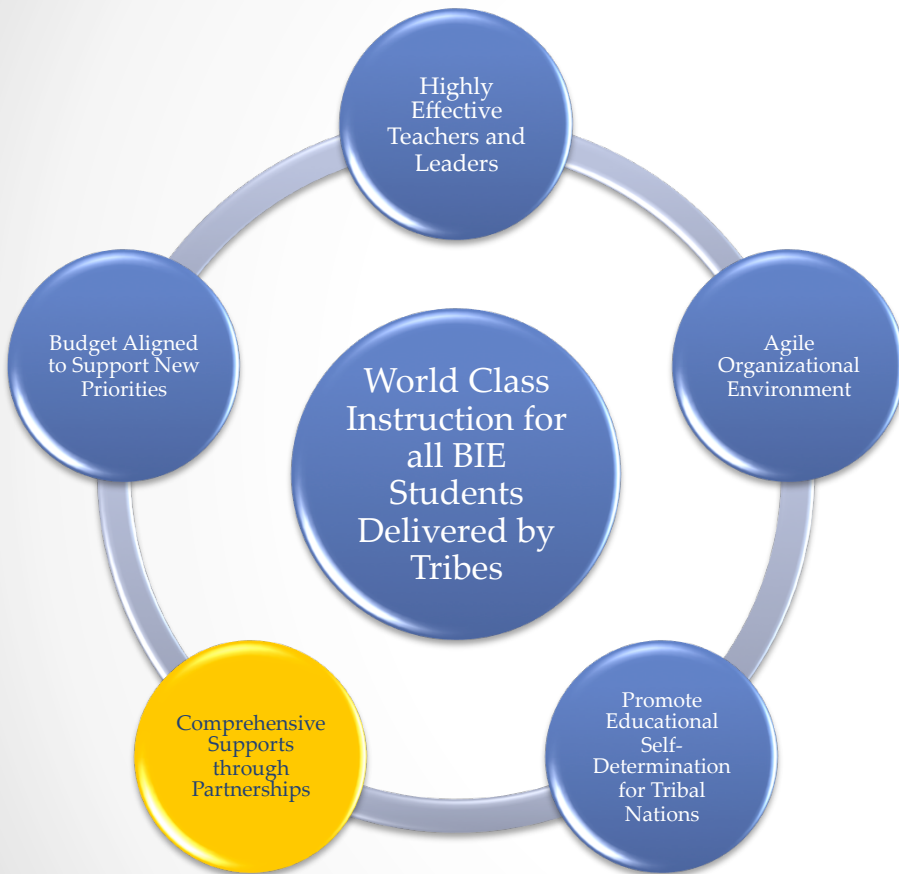 Highly
Effective
Teachers and
Leaders
Budget Aligned
to Support New
Priorities
Agile
Organizational
Environment
World Class
Instruction for
all BIE
Students
Delivered by
Tribes
Comprehensive
Supports
through
Partnerships
Promote
Educational
Self-
Determination
for Tribal
Nations